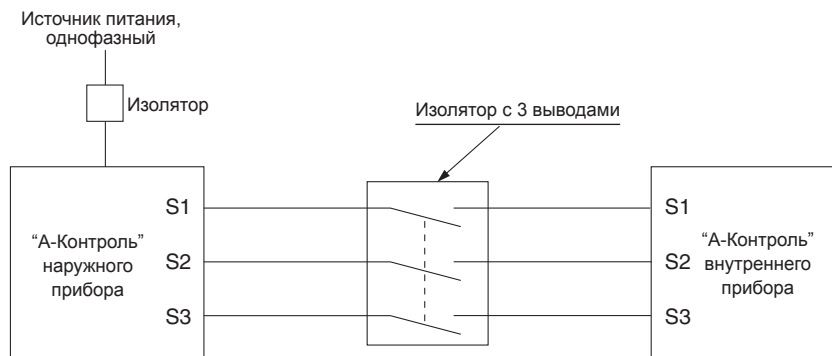 Источник питания,
однофазный
Изолятор
Изолятор с 3 выводами
“А-Контроль”
наружного
прибора
S1
S2
S3
S1
S2
S3
“А-Контроль”
внутреннего
прибора